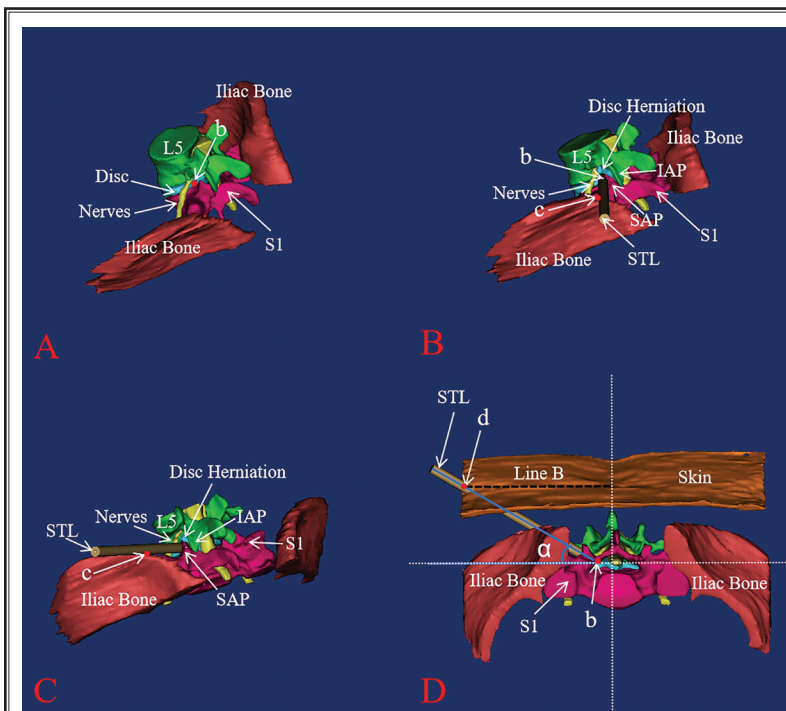 Iliac Bone
b
L5
Disc
Nerves
S1
Iliac Bone
A
Disc Herniation
Iliac Bone
b
L5
IAP
Nerves
c
SAP
S1
Iliac Bone
STL
B
Disc Herniation
Nerves
L5
IAP
STL
S1
c
SAP
Iliac Bone
C
STL
d
Line B
Skin
α
Iliac Bone
Iliac Bone
S1
b
D